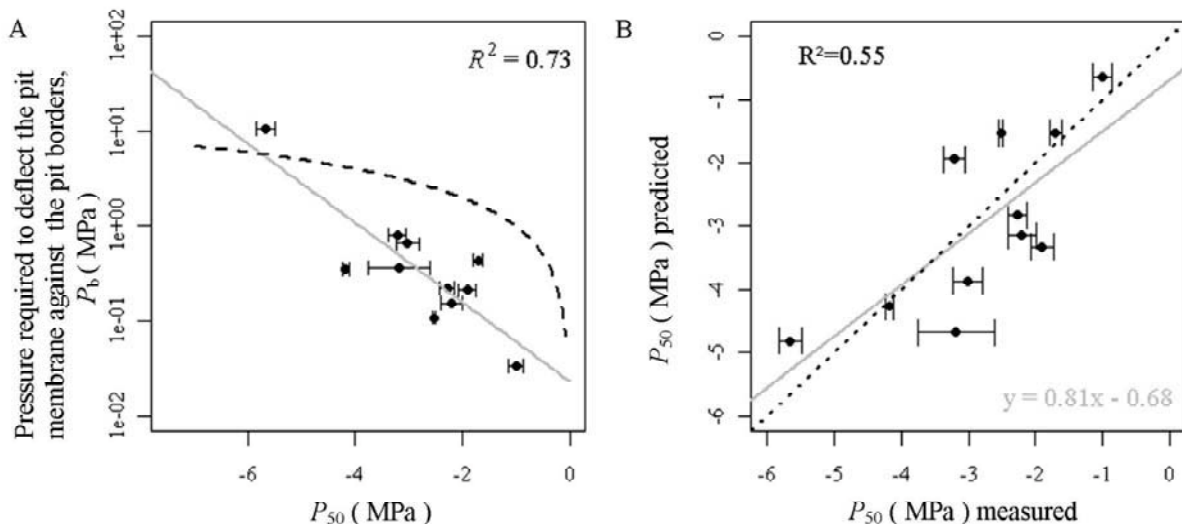 A
Pressure required to deflect the pit
membrane against the pit borders,
P50 ( MPa )
Pb ( MPa )
1e+02
1e+01
1e+00
1e-01
1e-02
R2 = 0.73
-6
-4
-2
0
B
P50 ( MPa ) predicted
0
-1
-2
-3
-4
-5
-6
R²=0.55
y = 0.81x - 0.68
-6
-5
-4
-3
-2
-1
0
P50 ( MPa ) measured